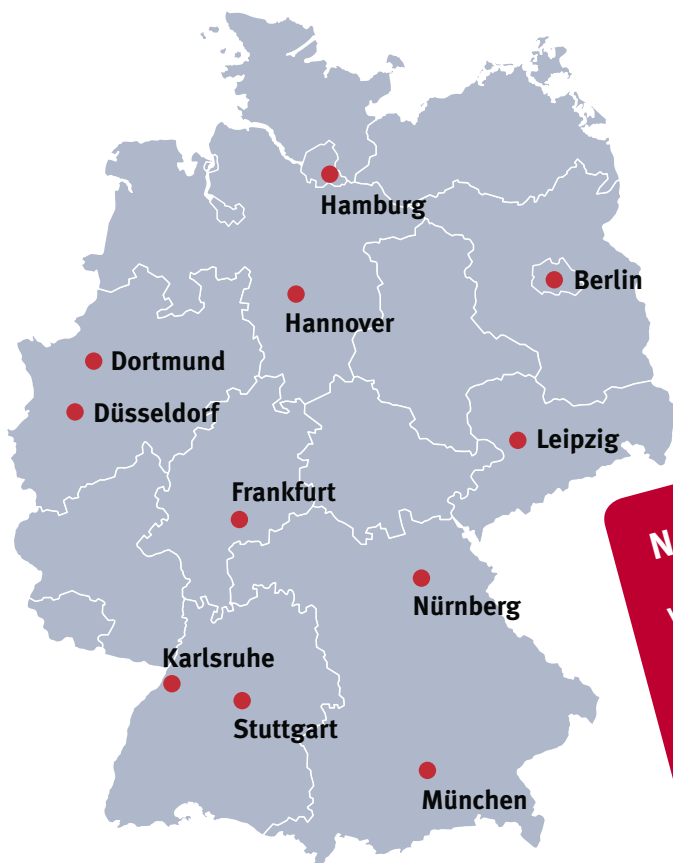 Hamburg
Berlin
Hannover
Dortmund
Düsseldorf
Leipzig
Frankfurt
Nürnberg
Karlsruhe
Stuttgart
München